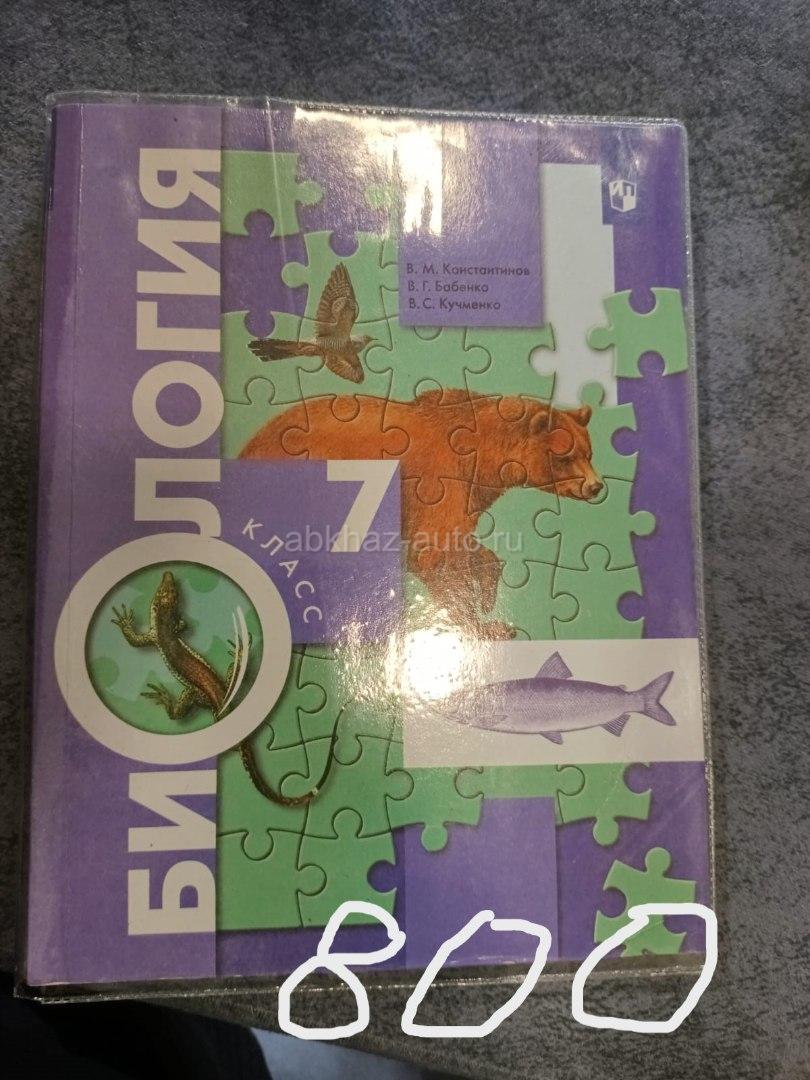 БИОЛОГИЯ
В. М. Константинов
В. Г. Бабенко
В. С. Кучменко
7
КЛАСС
abkhaz-auto.ru
800